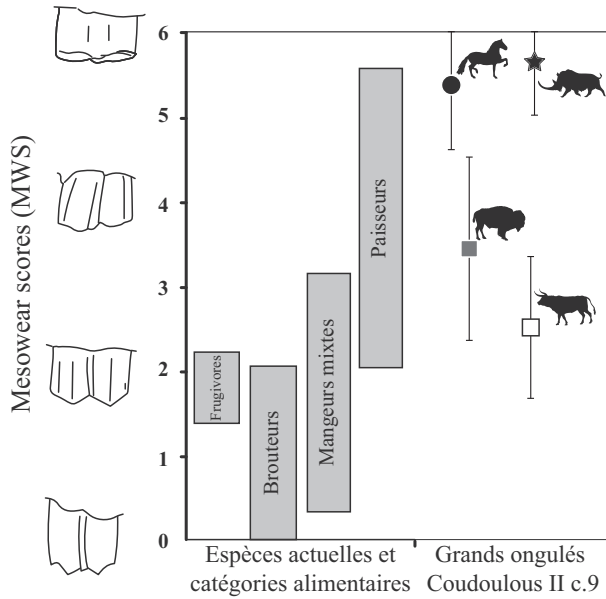 Mesowear scores (MWS)
6
5
4
3
2
1
0
Frugivores
Brouteurs
Mangeurs mixtes
Paisseurs
Espèces actuelles et
catégories alimentaires
Grands ongulés
Coudoulous II c.9